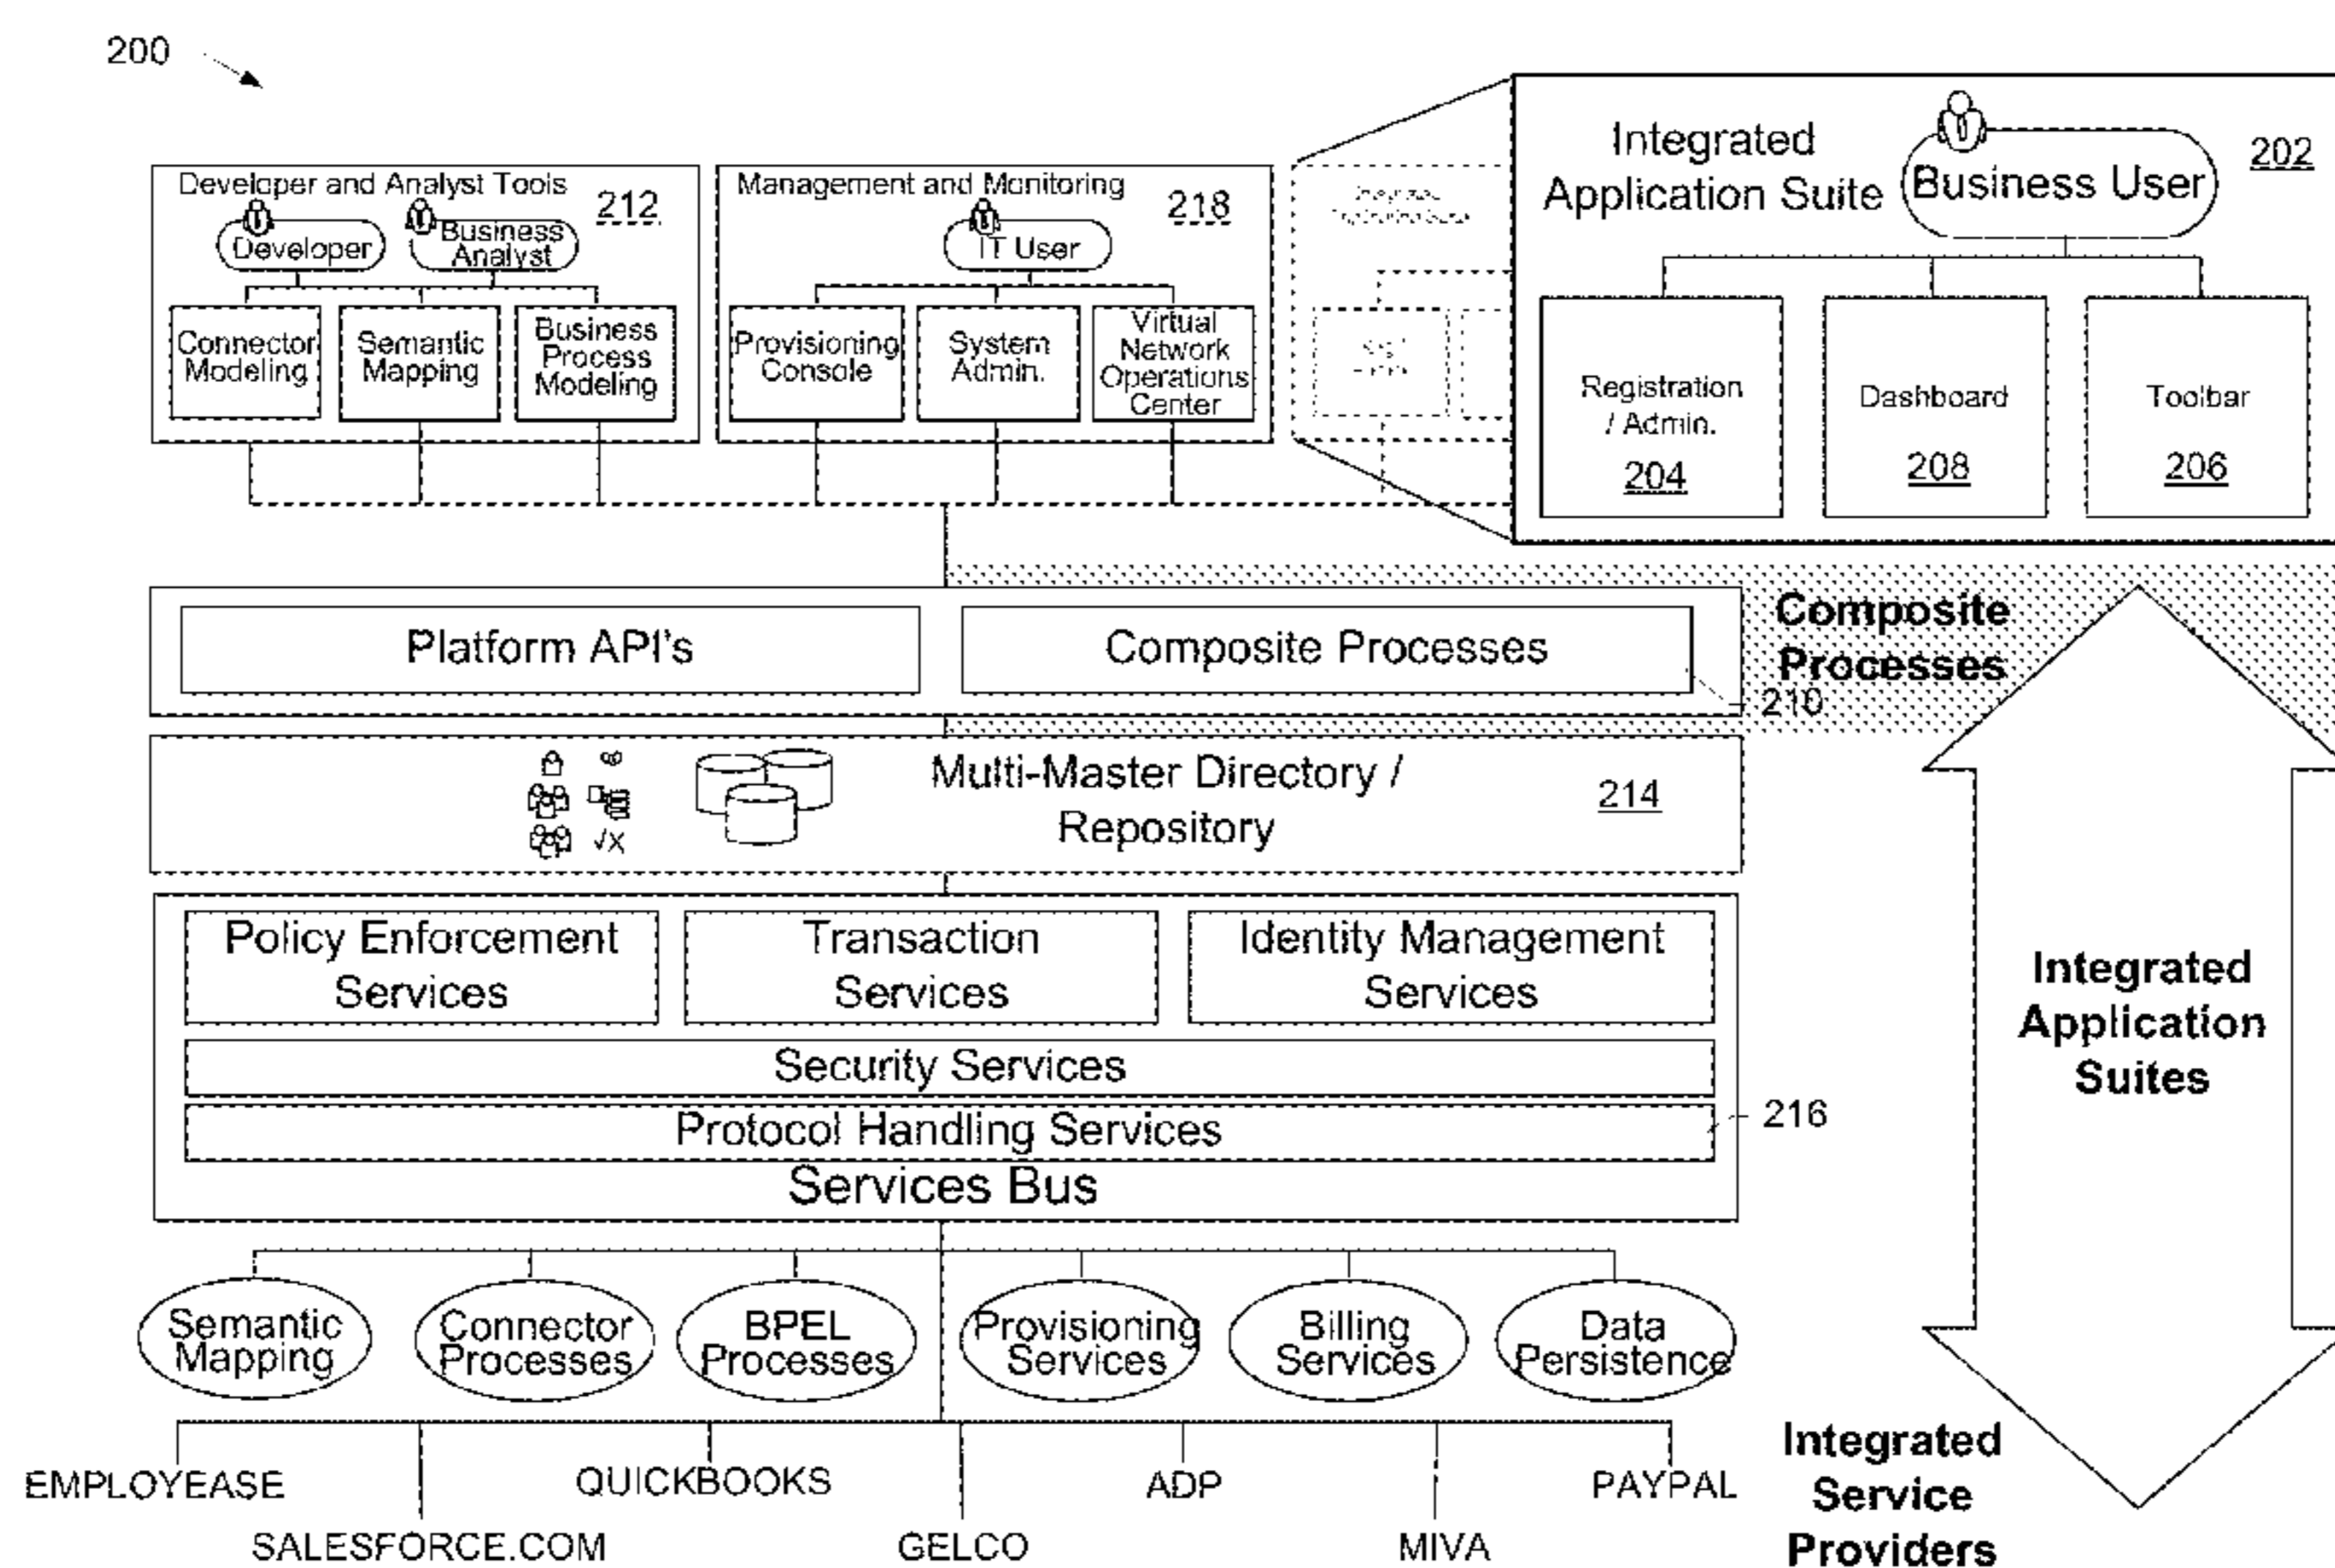 200
Integrated
Application Suite
Business User
202
Developer and Analyst Tools
212
Developer
Business
Analyst
Management and Monitoring
218
IT User
Connector
Modeling
Semantic
Mapping
Business
Process
Modeling
Provisioning
Console
System
Admin.
Virtual
Network
Operations
Center
Registration
/ Admin.
204
Dashboard
208
Toolbar
206
Platform API's
Composite Processes
Composite
Processes
210
Multi-Master Directory /
Repository
214
√X
Policy Enforcement
Services
Transaction
Services
Identity Management
Services
Security Services
Protocol Handling Services
216
Services Bus
Integrated
Application
Suites
Semantic
Mapping
Connector
Processes
BPEL
Processes
Provisioning
Services
Billing
Services
Data
Persistence
EMPLOYEASE
SALESFORCE.COM
QUICKBOOKS
GELCO
ADP
MIVA
PAYPAL
Integrated
Service
Providers